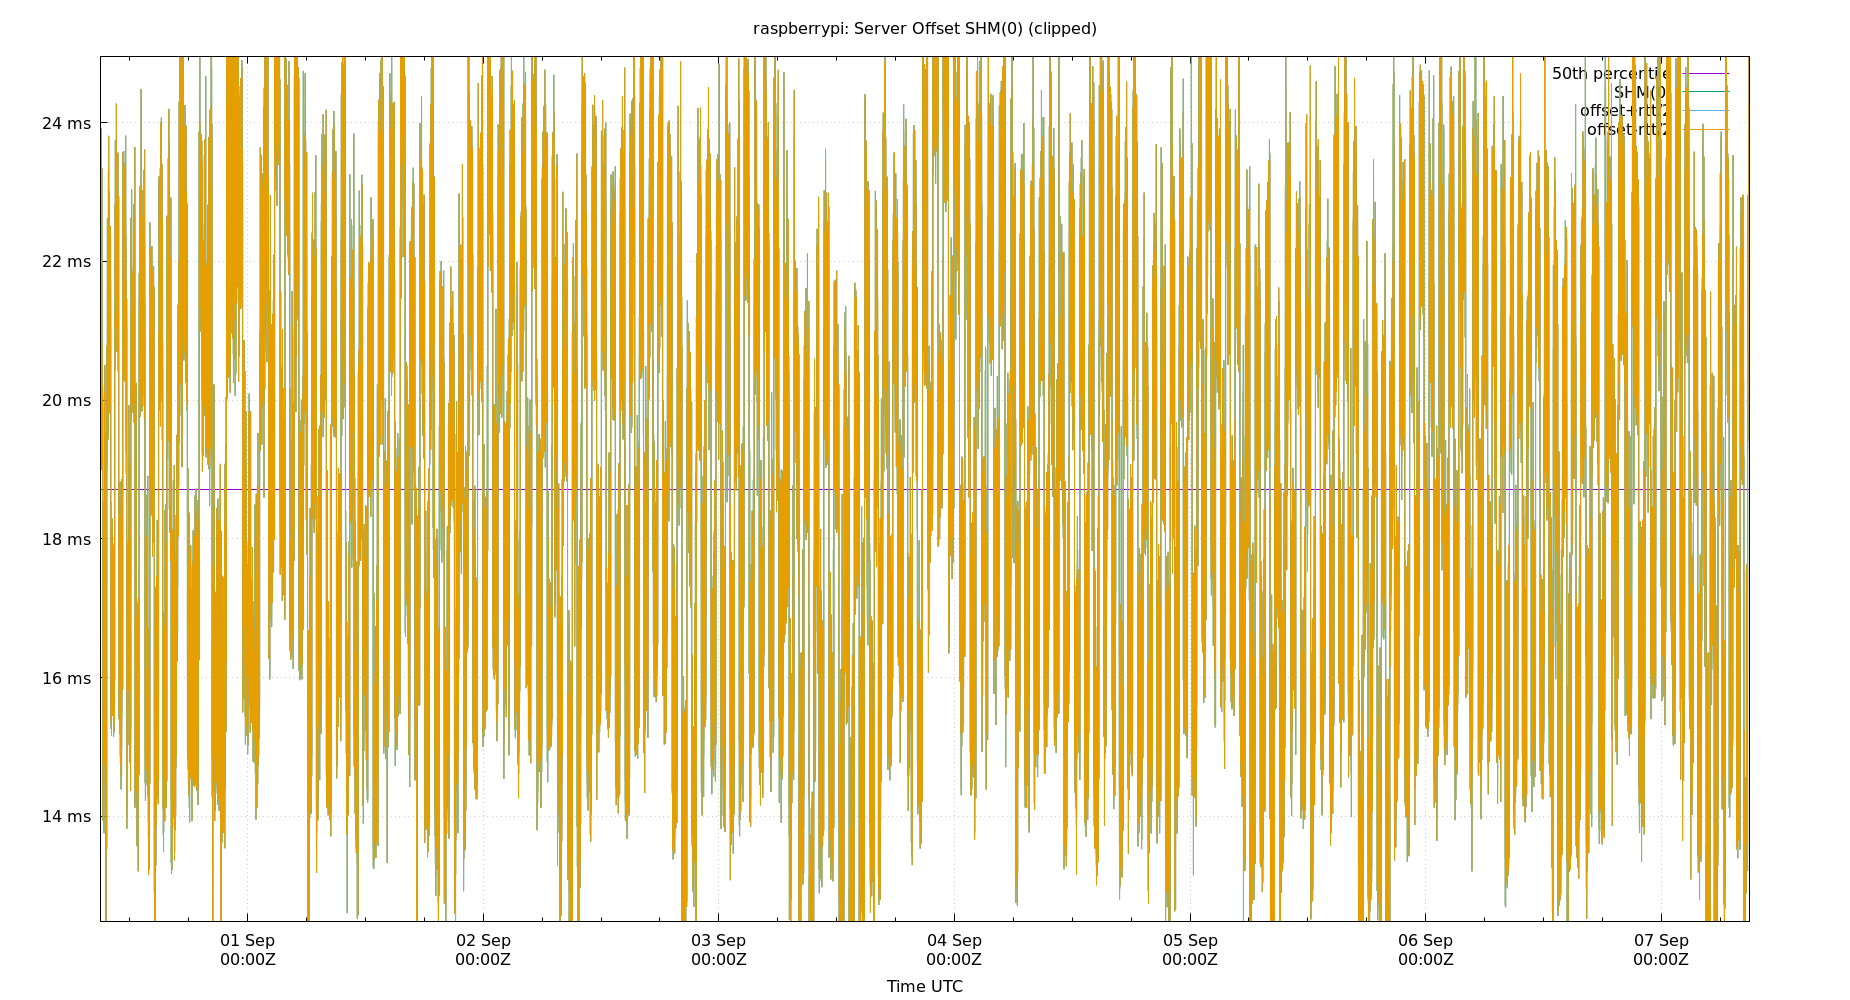 raspberrypi: Server Offset SHM(0) (clipped)
50th percentile
SHM(0)
offset+rtt/2
offset-rtt/2
24 ms
22 ms
20 ms
18 ms
16 ms
14 ms
01 Sep 02 Sep 03 Sep 04 Sep 05 Sep 06 Sep 07 Sep
00:00Z 00:00Z 00:00Z 00:00Z 00:00Z 00:00Z 00:00Z
Time UTC